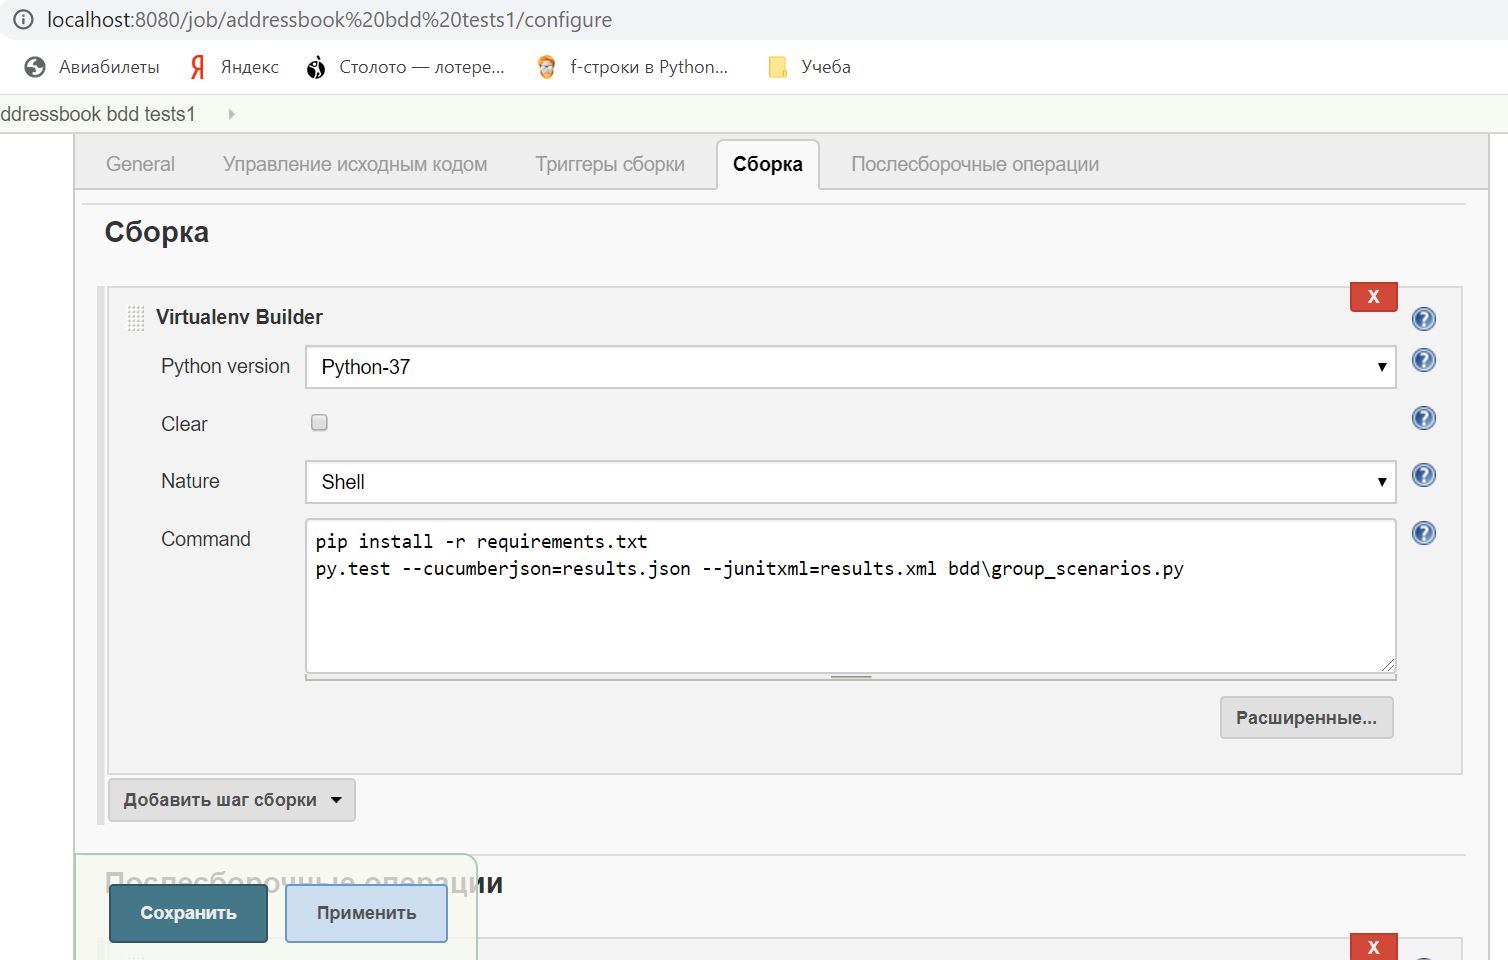 localhost:8080/job/addressbook%20bdd%20tests1/configure
Авиабилеты Яндекс Столото — лотере... f-строки в Python... Учеба
ddressbook bdd tests1
General Управление исходным кодом Триггеры сборки Сборка Послесборочные операции
Сборка
X
Virtualenv Builder
Python version Python-37
Clear
Nature Shell
Command
pip install -r requirements.txt
py.test --cucumberjson=results.json --junitxml=results.xml bdd\group_scenarios.py
Расширенные...
Добавить шаг сборки
Послесборочные операции
Сохранить Применить
X